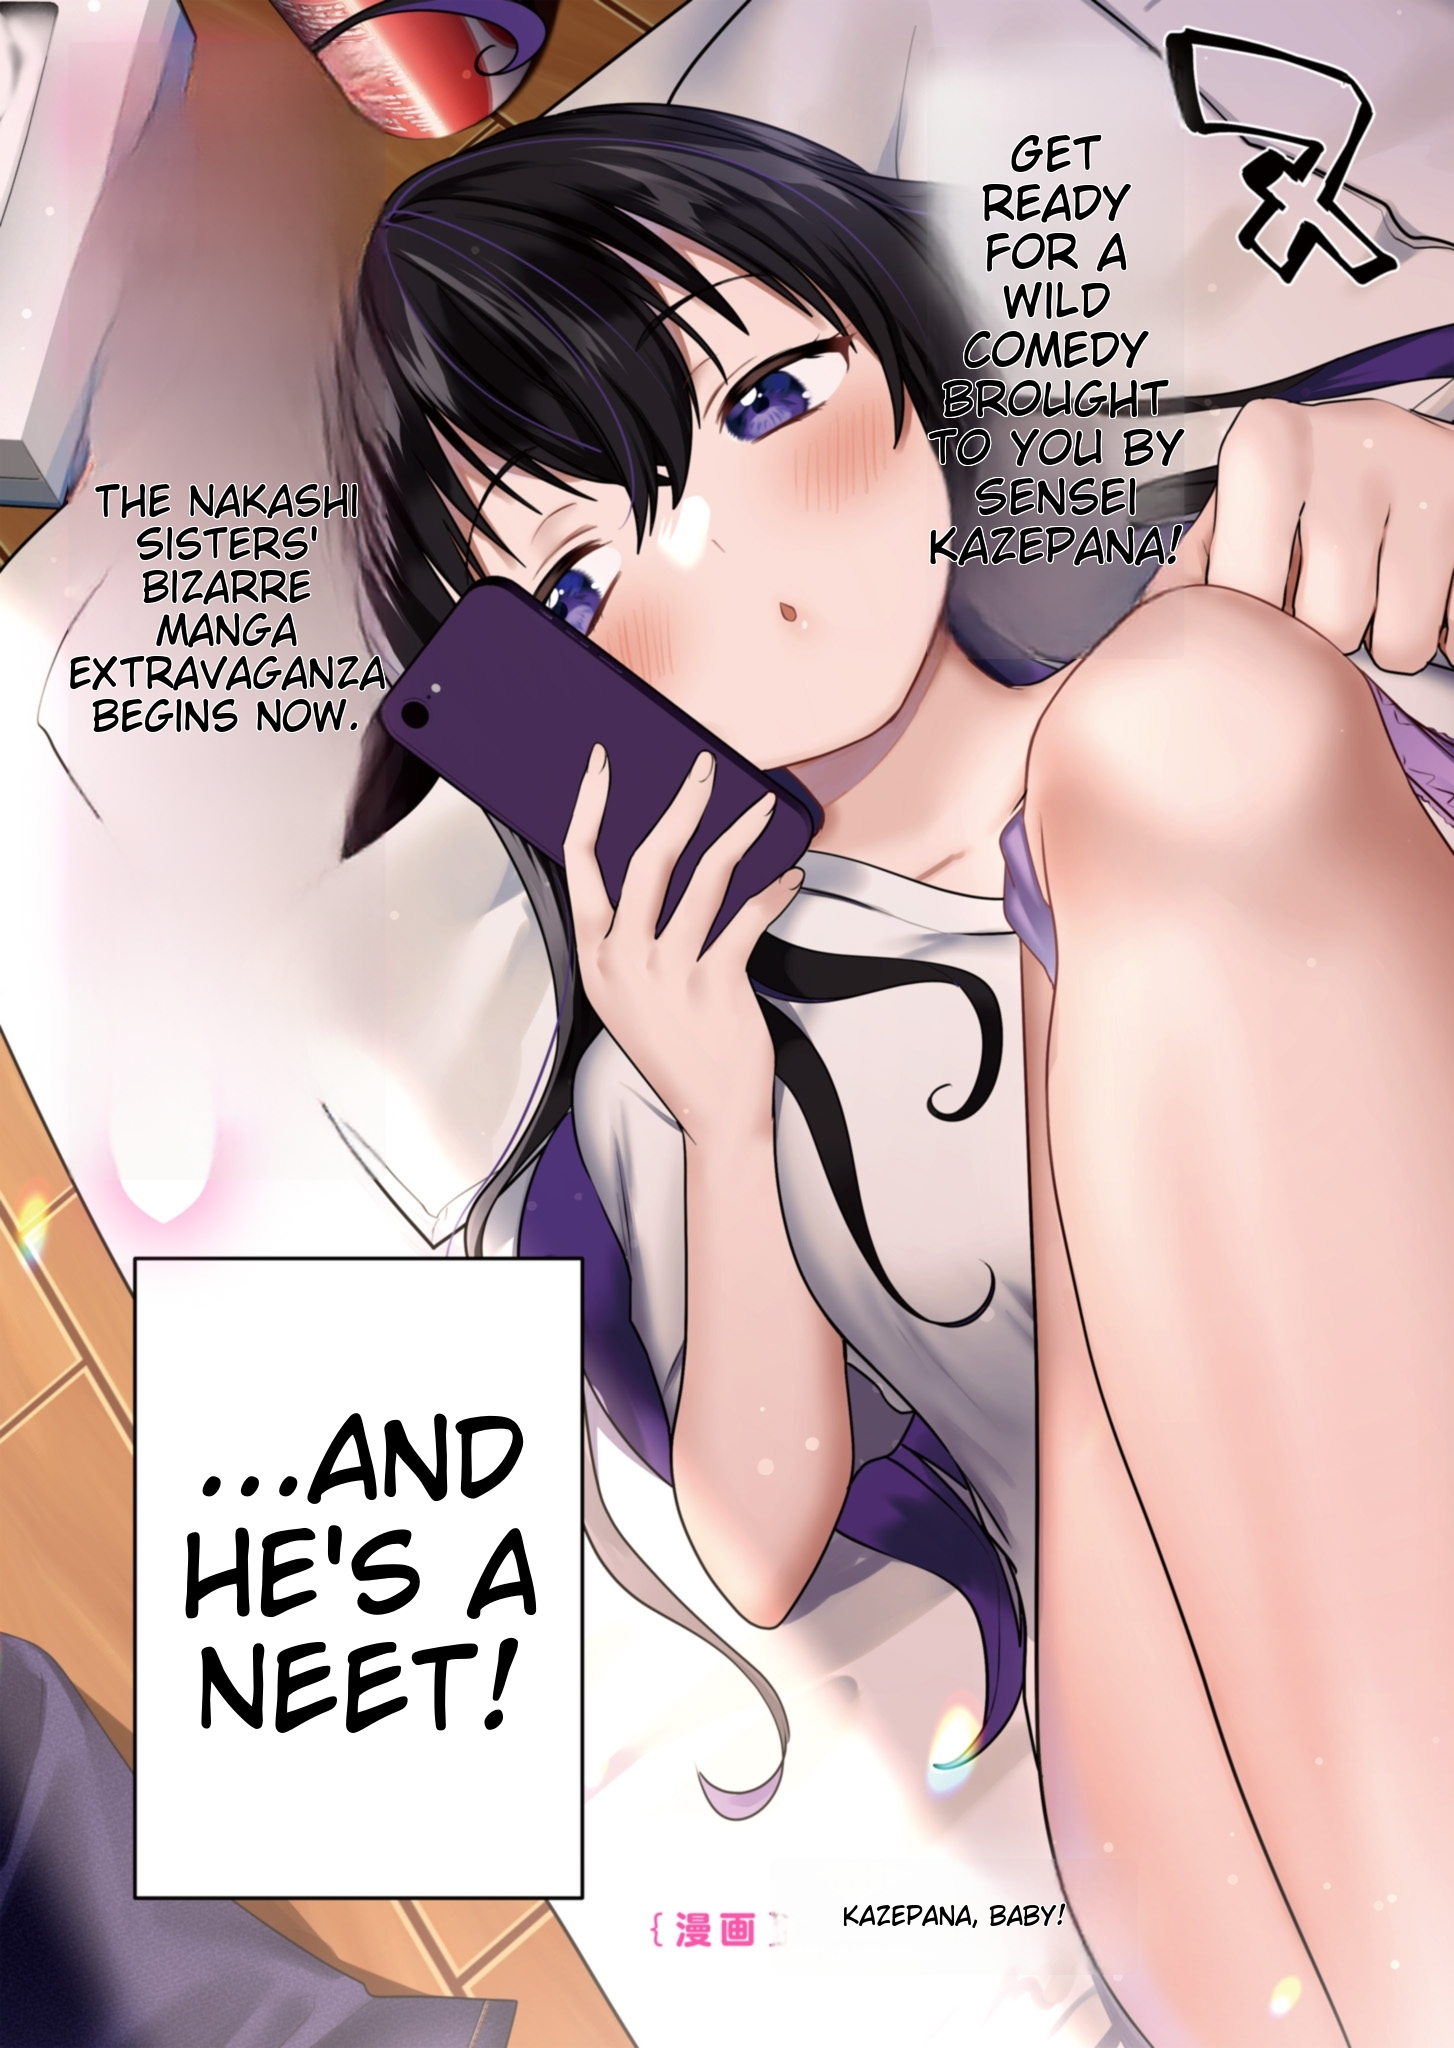 ス
GET
READY
FOR A
WILD
COMEDY
BROUGHT
TO YOU BY
SENSEI
KAZEPANA!
THE NAKASHI
SISTERS'
BIZARRE
MANGA
EXTRAVAGANZA
BEGINS NOW.
...AND
HE'S A
NEET!
{漫画}
KAZEPANA, BABY!